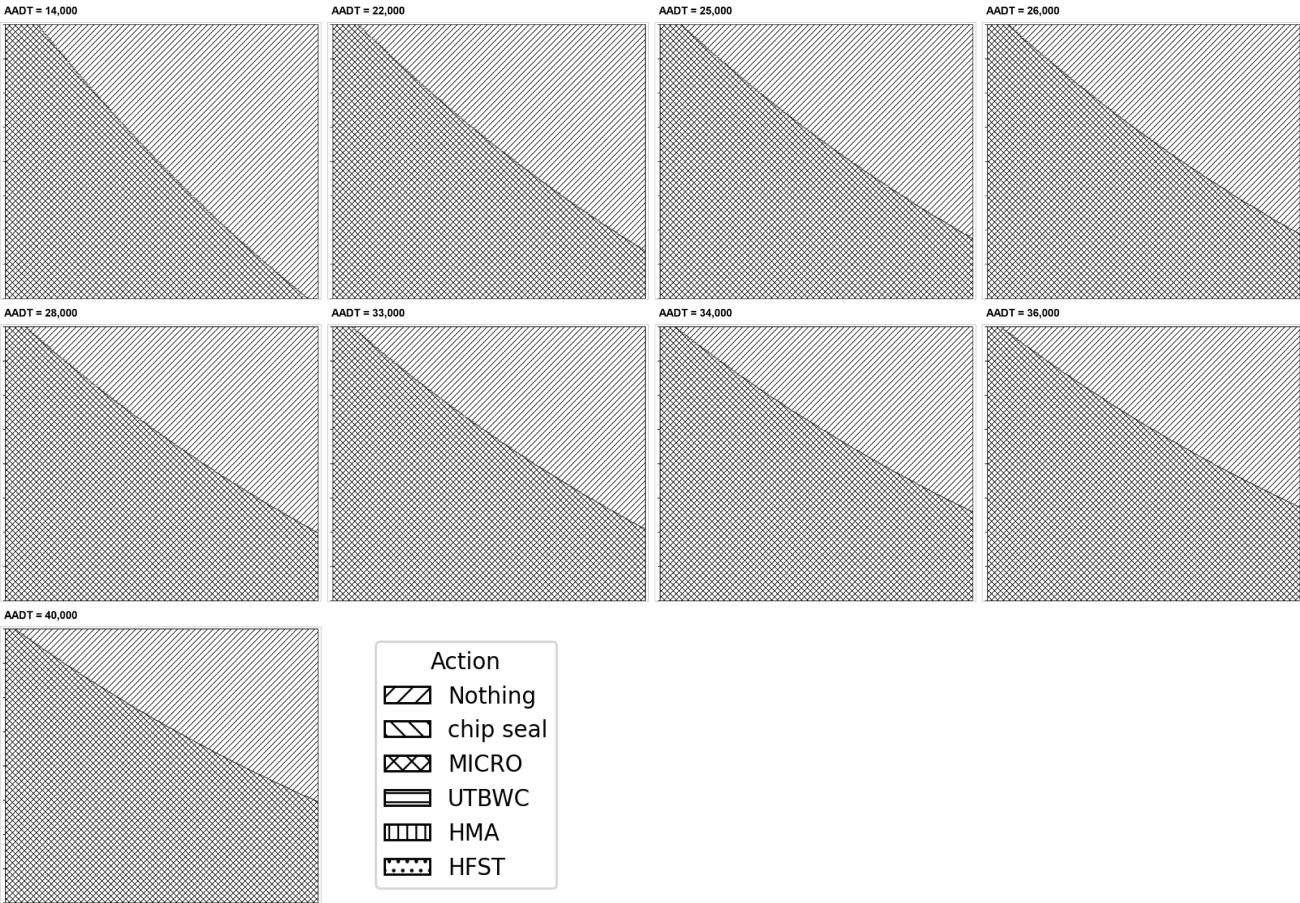 AADT = 14,000
AADT = 22,000
AADT = 25,000
AADT = 26,000
AADT = 28,000
AADT = 33,000
AADT = 34,000
AADT = 36,000
AADT = 40,000
Action
Nothing
chip seal
MICRO
UTBWC
HMA
HFST